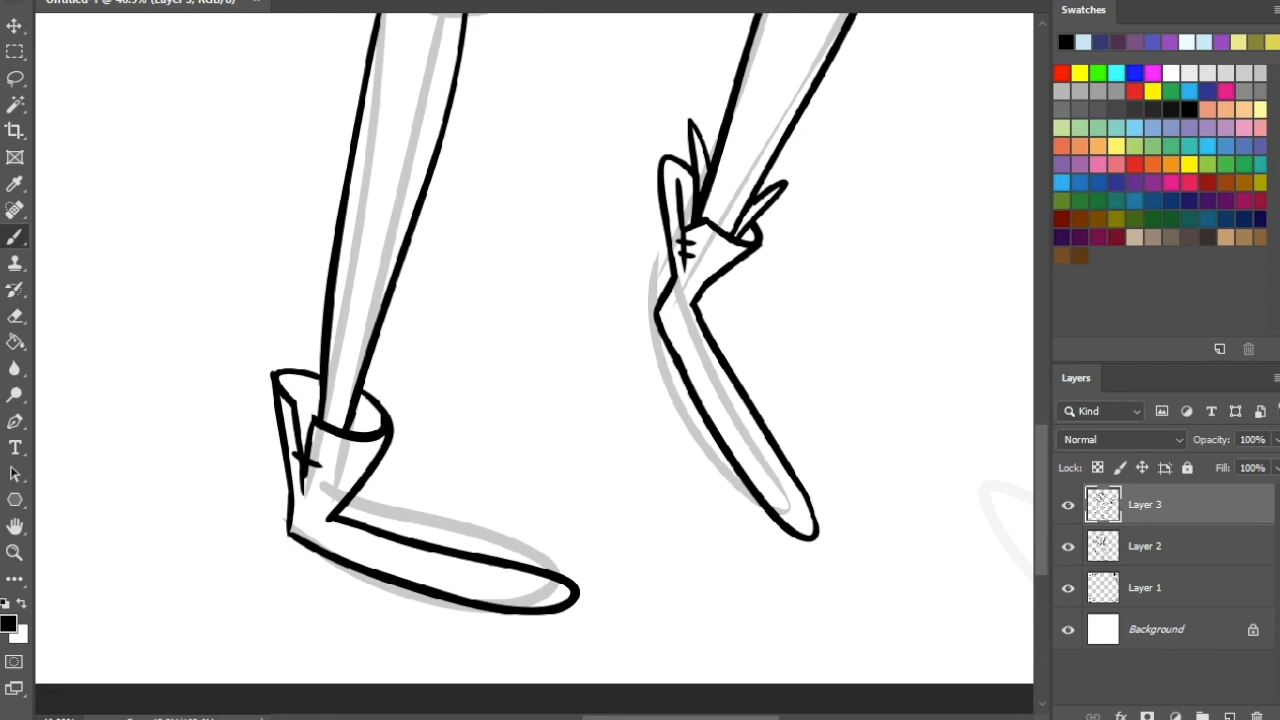 Swatches
Layers
Kind
Normal
Opacity: 100%
Lock:
Fill: 100%
Layer 3
Layer 2
Layer 1
Background